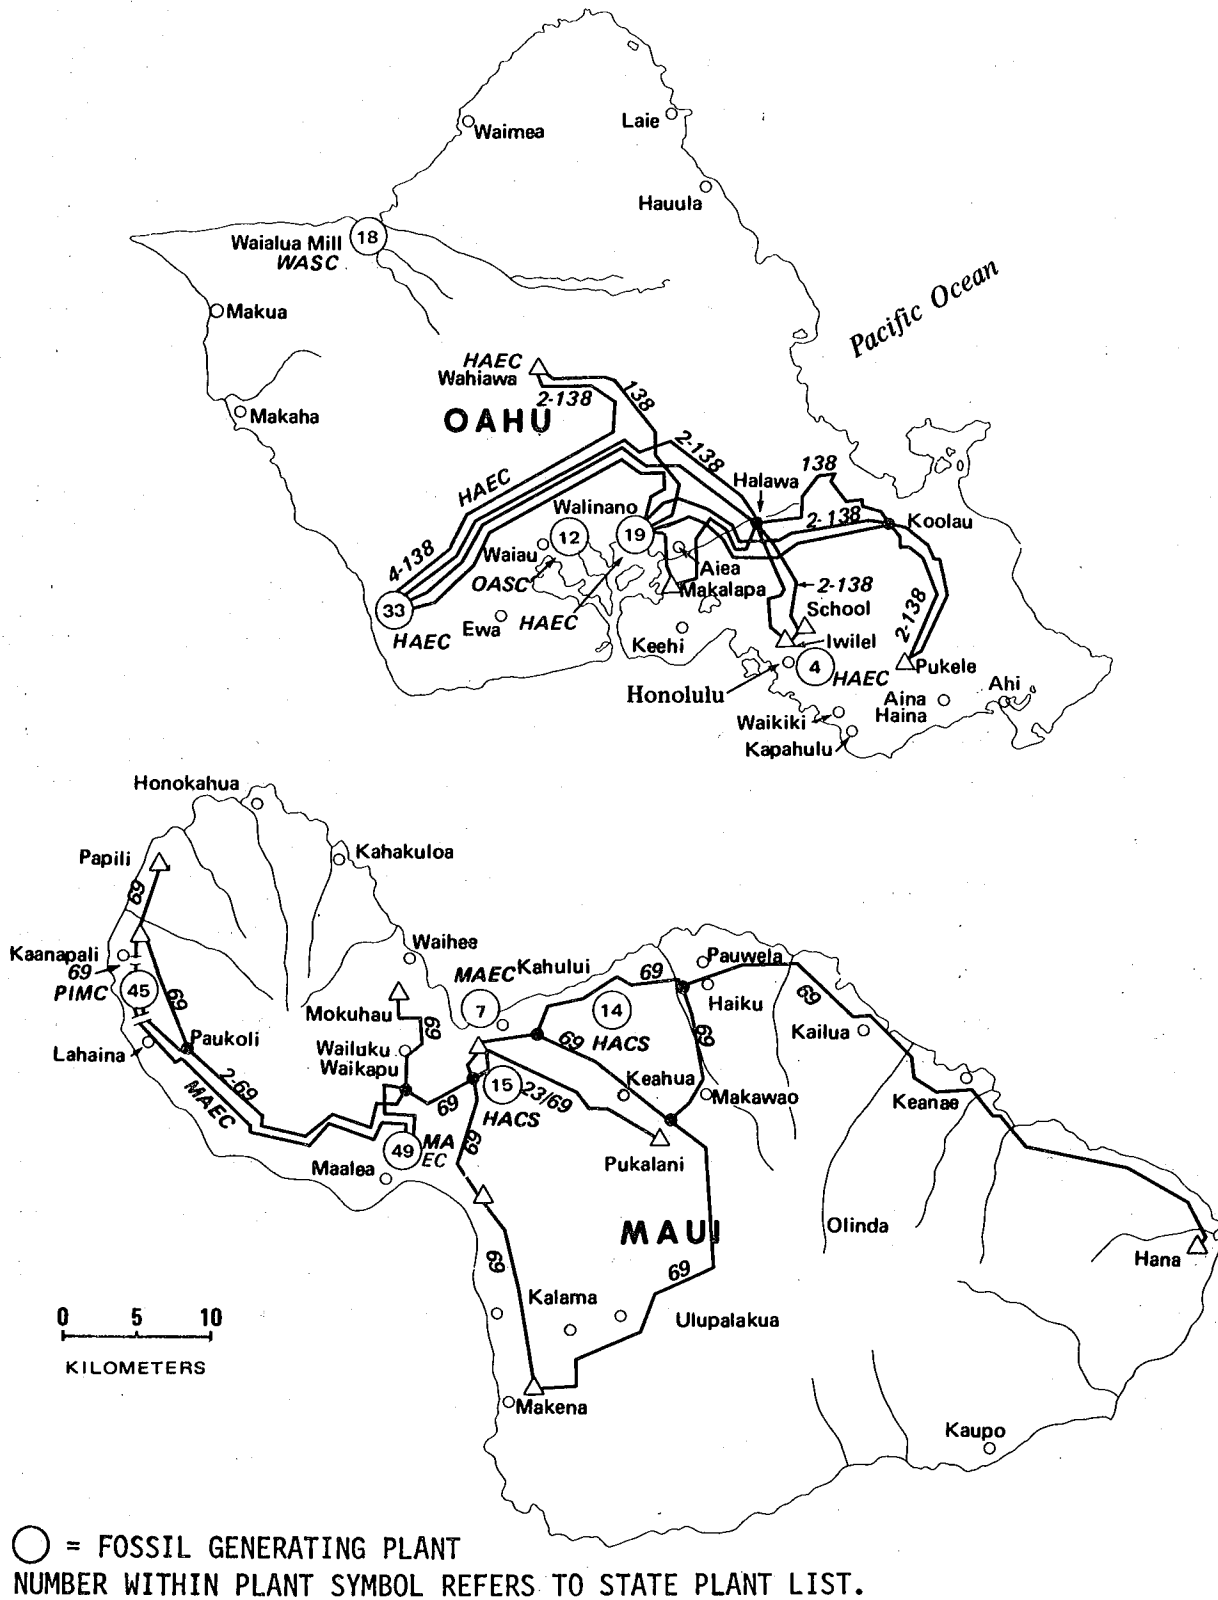 Waimea
Laie
Hauula
Waialua Mill
WASC
18
Makua
Pacific Ocean
HAEC
Wahiawa
2-138
138
Makaha
OAHU
2-138
HAEC
Halawa
138
Walinano
2-138
Koolau
12
19
Waiau
OASC
Aiea
4-138
Makalapa
2-138
33
HAEC
Ewa
HAEC
School
2-138
Keehi
Iwilel
4
HAEC
Pukele
Honolulu
Aina
Haina
Ahi
Waikiki
Kapahulu
Honokahua
Papili
Kahakuloa
69
Kaanapali
69
PIMC
45
69
Waihee
MAEC
Kahului
69
Pauwela
Haiku
7
14
HACS
69
Mokuhau
69
69
Kailua
Lahaina
Paukoli
Wailuku
Waikapu
69
Keahua
Makawao
Keanae
2-69
MAEC
69
15
HACS
23/69
49
MA
EC
69
Maalea
Pukalani
MAUI
Olinda
Hana
69
69
Kalama
Ulupalakua
0 5 10
KILOMETERS
Makena
Kaupo
= FOSSIL GENERATING PLANT
NUMBER WITHIN PLANT SYMBOL REFERS TO STATE PLANT LIST.